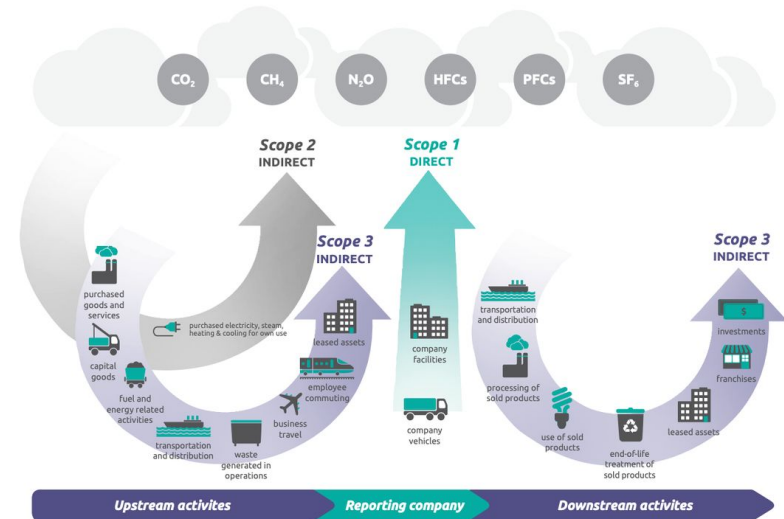 CO₂
CH₄
N₂O
HFCs
PFCs
SF₆
Scope 2
INDIRECT
Scope 1
DIRECT
Scope 3
INDIRECT
Scope 3
INDIRECT
purchased
goods and
services
capital
goods
fuel and
energy related
activities
transportation
and distribution
waste
generated in
operations
business
travel
employee
commuting
leased assets
purchased electricity, steam,
heating & cooling for own use
company
facilities
company
vehicles
transportation
and distribution
processing of
sold products
use of sold
products
end-of-life
treatment of
sold products
leased assets
franchises
investments
$
Upstream activites
Reporting company
Downstream activites